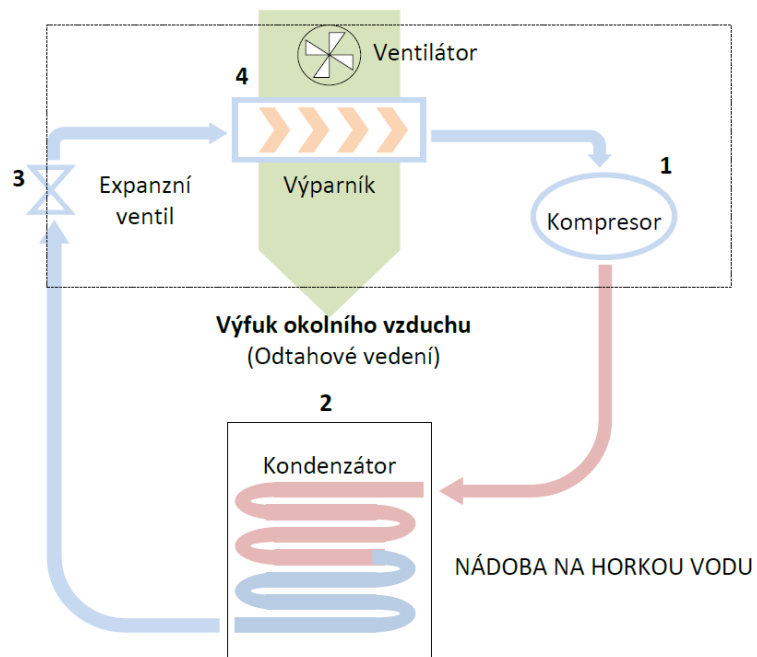 Ventilátor
4
3
Expanzní
ventil
Výparník
1
Kompresor
Výfuk okolního vzduchu
(Odtahové vedení)
2
Kondenzátor
NÁDOBA NA HORKOU VODU